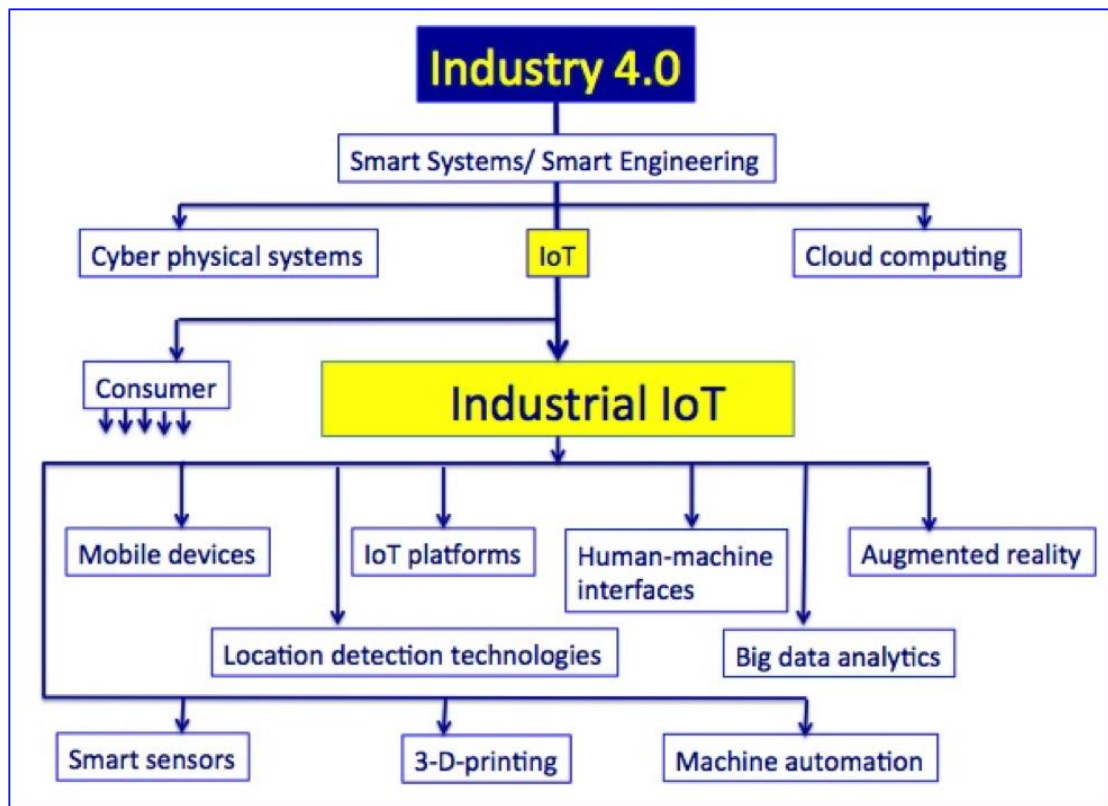 Industry 4.0
Smart Systems/ Smart Engineering
Cyber physical systems
IoT
Cloud computing
Consumer
Industrial IoT
Mobile devices
IoT platforms
Human-machine
interfaces
Augmented reality
Location detection technologies
Big data analytics
Smart sensors
3-D-printing
Machine automation